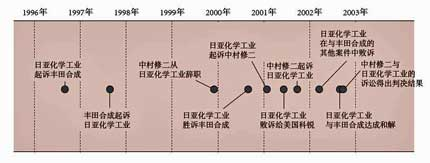 1996年
1997年
1998年
1999年
2000年
2001年
2002年
2003年
日亚化学工业
起诉丰田合成
丰田合成起诉
日亚化学工业
中村修二从
日亚化学工业辞职
日亚化学工业
胜诉丰田合成
日亚化学工业
起诉中村修二
日亚化学工业
败诉给美国科锐
中村修二起诉
日亚化学工业
日亚化学工业
在与丰田合成的
其他案件中败诉
日亚化学工业
与丰田合成达成和解
中村修二与
日亚化学工业的
诉讼得出判决结果